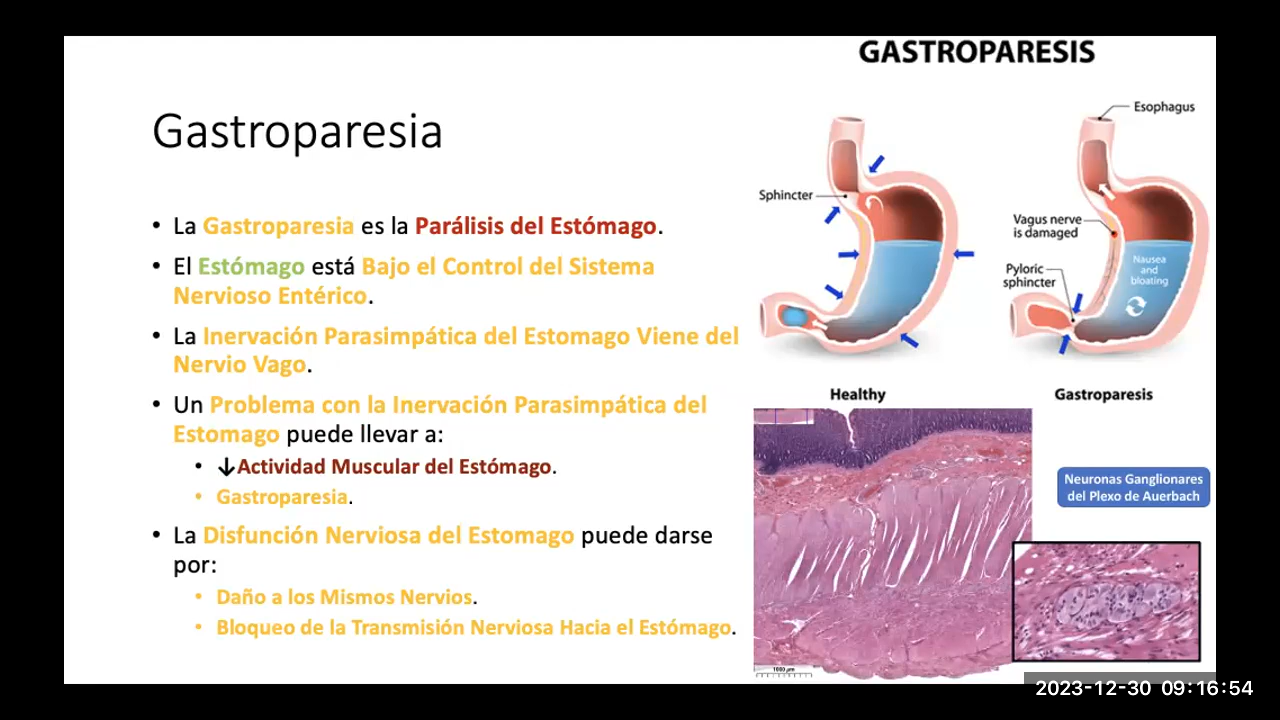 GASTROPARESIS
Gastroparesia
• La Gastroparesia es la Parálisis del Estómago.
• El Estómago está Bajo el Control del Sistema
Nervioso Entérico.
• La Inervación Parasimpática del Estomago Viene del
Nervio Vago.
• Un Problema con la Inervación Parasimpática del
Estomago puede llevar a:
• ↓Actividad Muscular del Estómago.
• Gastroparesia.
• La Disfunción Nerviosa del Estomago puede darse
por:
• Daño a los Mismos Nervios.
• Bloqueo de la Transmisión Nerviosa Hacia el Estómago.
Sphincter
Healthy
Esophagus
Vagus nerve
is damaged
Pyloric
sphincter
Nausea
and
bloating
Gastroparesis
Neuronas Ganglionares
del Plexo de Auerbach
1000 μm
2023-12-30 09:16:54